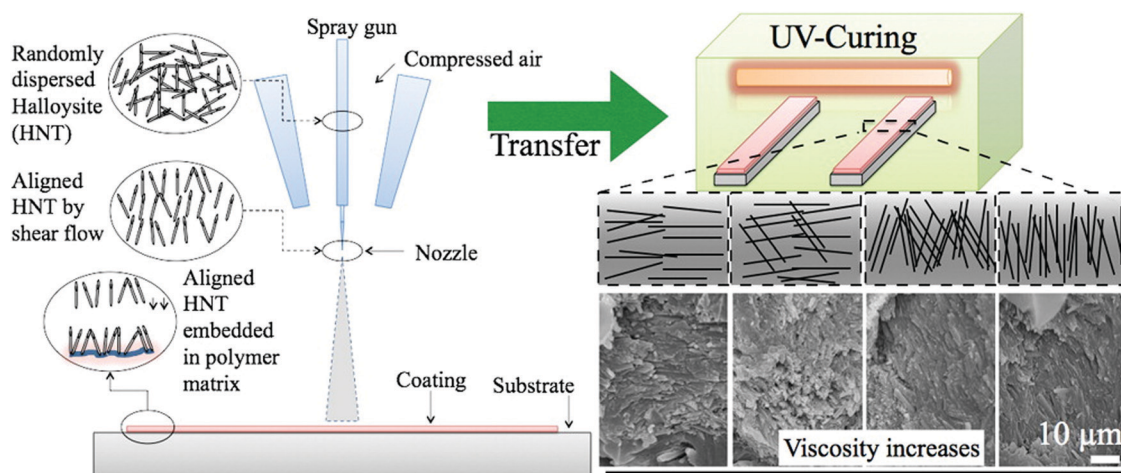 Spray gun
Randomly
dispersed
Halloysite
(HNT)
Compressed air
Aligned
HNT by
shear flow
Nozzle
Aligned
HNT
embedded
in polymer
matrix
Coating
Substrate
Transfer
UV-Curing
Viscosity increases
10 µm